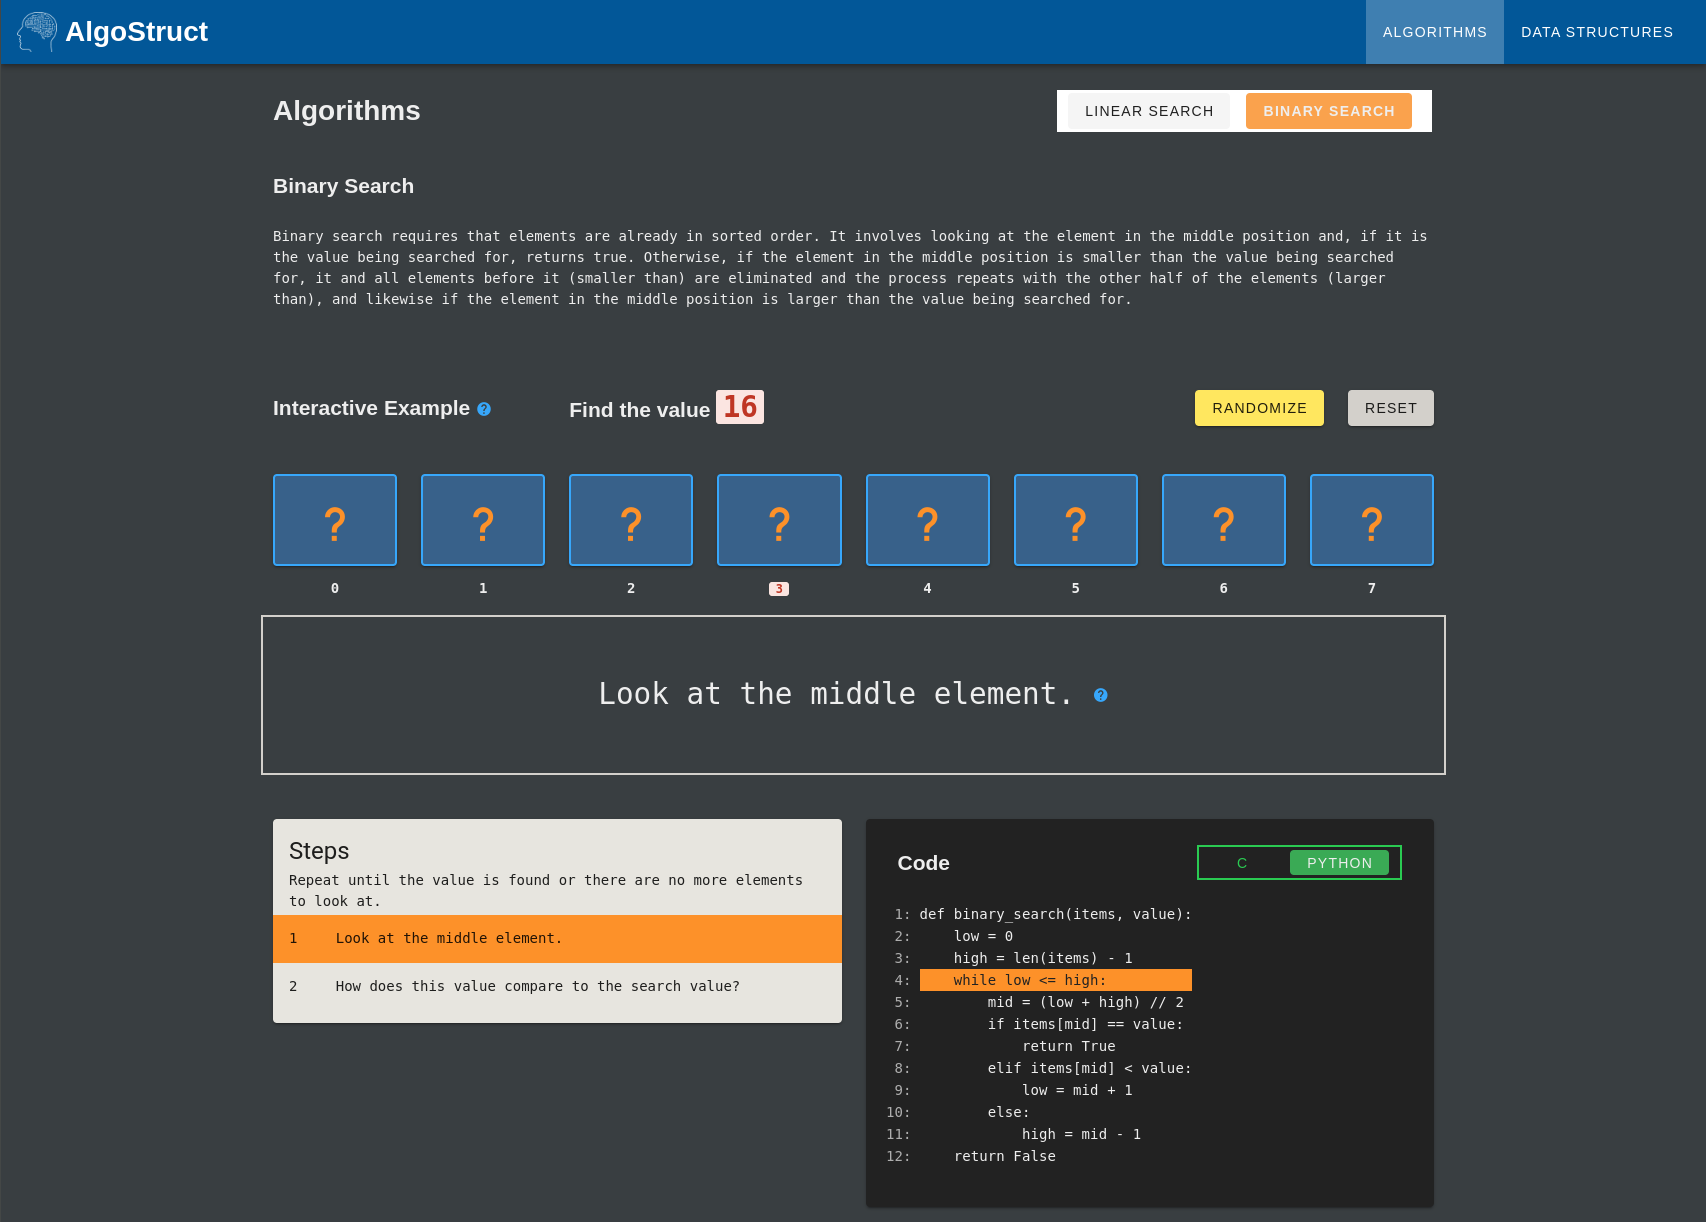 AlgoStruct
ALGORITHMS
DATA STRUCTURES
Algorithms
LINEAR SEARCH
BINARY SEARCH
Binary Search
Binary search requires that elements are already in sorted order. It involves looking at the element in the middle position and, if it is
the value being searched for, returns true. Otherwise, if the element in the middle position is smaller than the value being searched
for, it and all elements before it (smaller than) are eliminated and the process repeats with the other half of the elements (larger
than), and likewise if the element in the middle position is larger than the value being searched for.
Interactive Example ?
Find the value 16
RANDOMIZE
RESET
? ? ? ? ? ? ? ?
0 1 2 3 4 5 6 7
Look at the middle element. ?
Steps
Repeat until the value is found or there are no more elements
to look at.
1 Look at the middle element.
2 How does this value compare to the search value?
Code
C
PYTHON
1: def binary_search(items, value):
2:     low = 0
3:     high = len(items) - 1
4:     while low <= high:
5:         mid = (low + high) // 2
6:         if items[mid] == value:
7:             return True
8:         elif items[mid] < value:
9:             low = mid + 1
10:         else:
11:             high = mid - 1
12:     return False